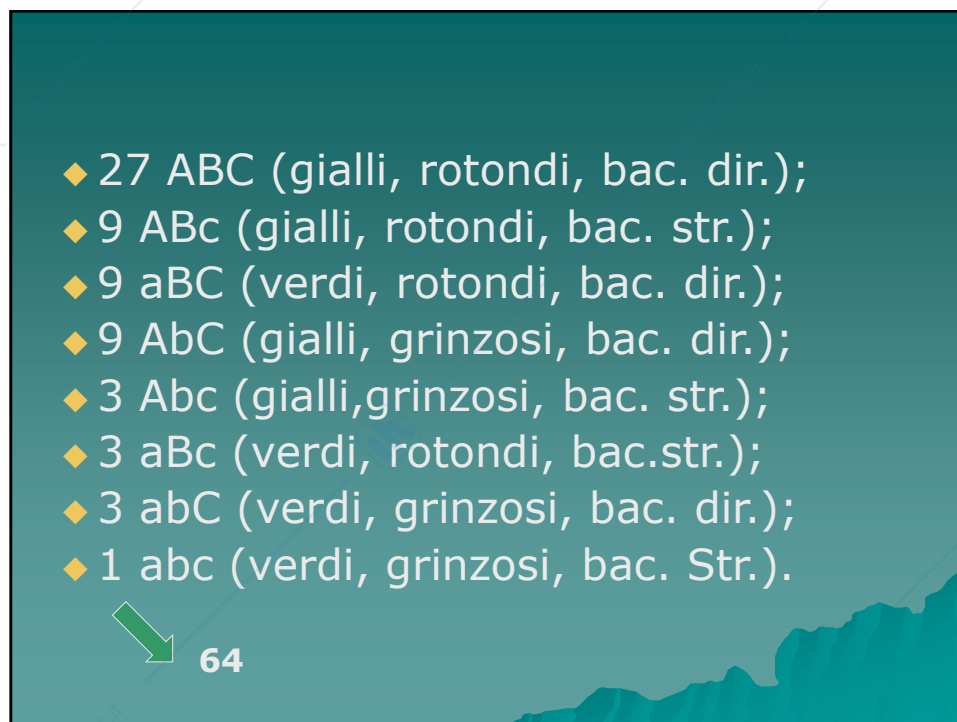 27 ABC (gialli, rotondi, bac. dir.);
9 ABc (gialli, rotondi, bac. str.);
9 aBC (verdi, rotondi, bac. dir.);
9 AbC (gialli, grinzosi, bac. dir.);
3 Abc (gialli,grinzosi, bac. str.);
3 aBc (verdi, rotondi, bac.str.);
3 abC (verdi, grinzosi, bac. dir.);
1 abc (verdi, grinzosi, bac. Str.).
64